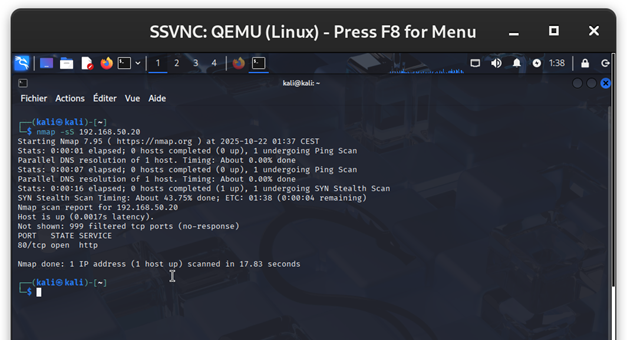 SSVNC: QEMU (Linux) - Press F8 for Menu
1 2 3 4 1:38
kali@kali: ~
Fichier Actions Éditer Vue Aide
┌──(kali㉿kali)-[~]
└─$ nmap -sS 192.168.50.20
Starting Nmap 7.95 ( https://nmap.org ) at 2025-10-22 01:37 CEST
Stats: 0:00:01 elapsed; 0 hosts completed (0 up), 1 undergoing Ping Scan
Parallel DNS resolution of 1 host. Timing: About 0.00% done
Stats: 0:00:07 elapsed; 0 hosts completed (0 up), 1 undergoing Ping Scan
Parallel DNS resolution of 1 host. Timing: About 0.00% done
Stats: 0:00:16 elapsed; 0 hosts completed (1 up), 1 undergoing SYN Stealth Scan
SYN Stealth Scan Timing: About 43.75% done; ETC: 01:38 (0:00:04 remaining)
Nmap scan report for 192.168.50.20
Host is up (0.0017s latency).
Not shown: 999 filtered tcp ports (no-response)
PORT   STATE SERVICE
80/tcp open  http
Nmap done: 1 IP address (1 host up) scanned in 17.83 seconds
┌──(kali㉿kali)-[~]
└─$